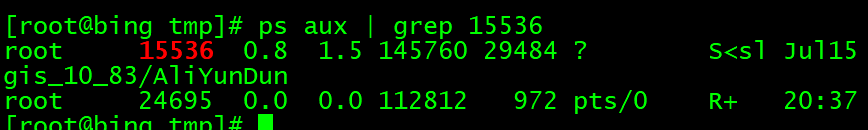 [root@bing tmp]# ps aux | grep 15536
root     15536  0.8  1.5 145760 29484 ?        S<sl Jul15
gis_10_83/AliYunDun
root     24695  0.0  0.0 112812   972 pts/0    R+   20:37
[root@bing tmp]#